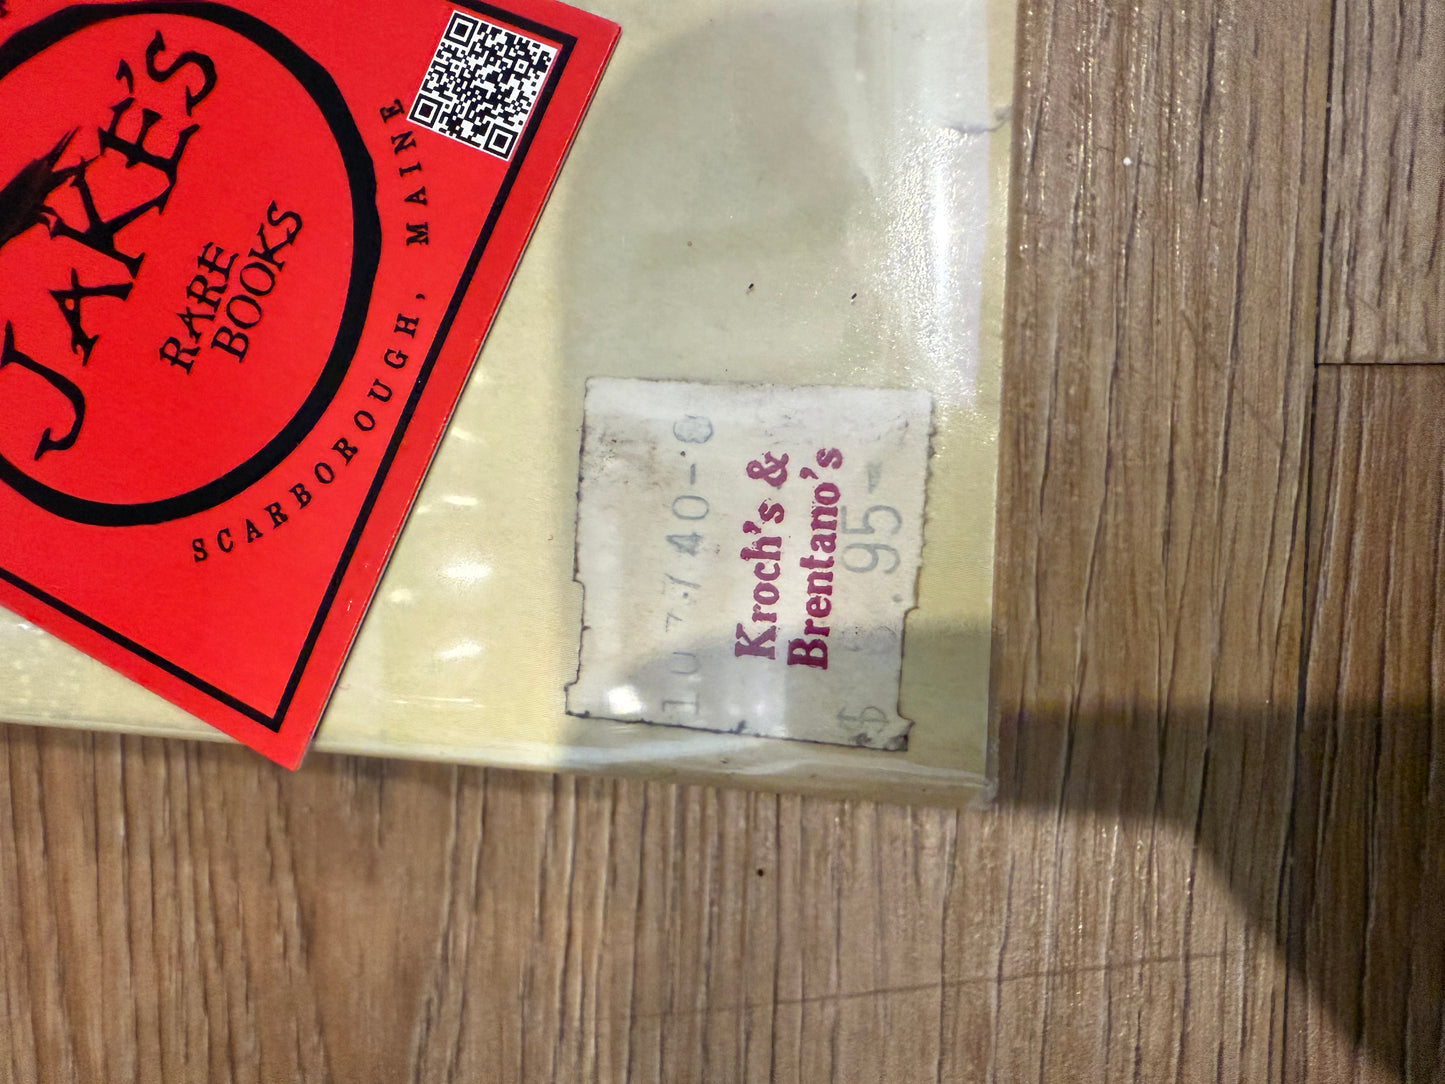 JAKE'S
RARE
BOOKS
SCARBOROUGH, MAINE
Kroch's &
Brentano's
.95